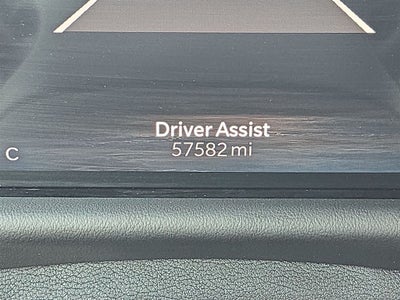 Driver Assist
57582 mi
C